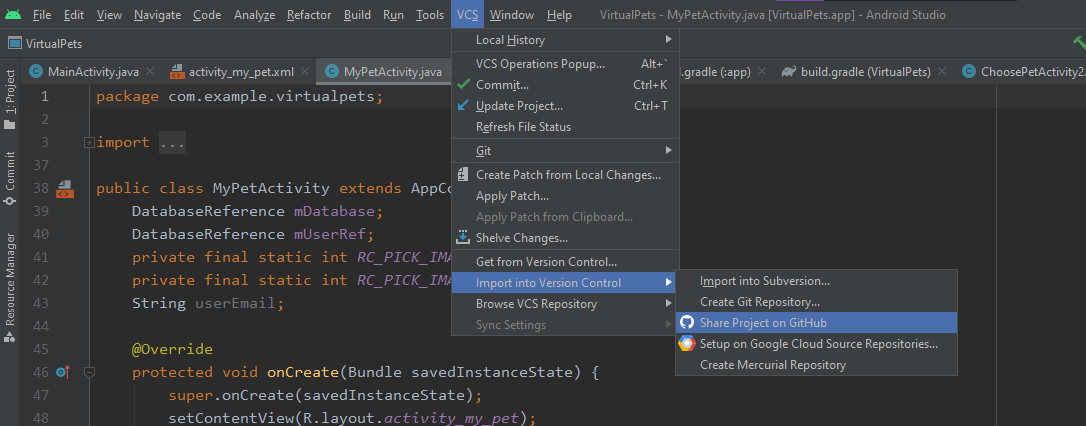 File Edit View Navigate Code Analyze Refactor Build Run Tools VCS Window Help VirtualPets - MyPetActivity.java [VirtualPets.app] - Android Studio
VirtualPets
MainActivity.java activity_my_pet.xml MyPetActivity.java l.gradle (:app) build.gradle (VirtualPets) ChoosePetActivity2.
1: Project
Commit
Resource Manager
Local History
VCS Operations Popup... Alt+`
Commit... Ctrl+K
Update Project... Ctrl+T
Refresh File Status
Git
Create Patch from Local Changes...
Apply Patch...
Apply Patch from Clipboard...
Shelve Changes...
Get from Version Control...
Import into Version Control
Browse VCS Repository
Sync Settings
Import into Subversion...
Create Git Repository...
Share Project on GitHub
Setup on Google Cloud Source Repositories...
Create Mercurial Repository
1 package com.example.virtualpets;
2
3 import ...
37
38 public class MyPetActivity extends AppCo
39 DatabaseReference mDatabase;
40 DatabaseReference mUserRef;
41 private final static int RC_PICK_IMA
42 private final static int RC_PICK_IMA
43 String userEmail;
44
45 @Override
46 protected void onCreate(Bundle savedInstanceState) {
47 super.onCreate(savedInstanceState);
48 setContentView(R.layout.activity_my_pet);